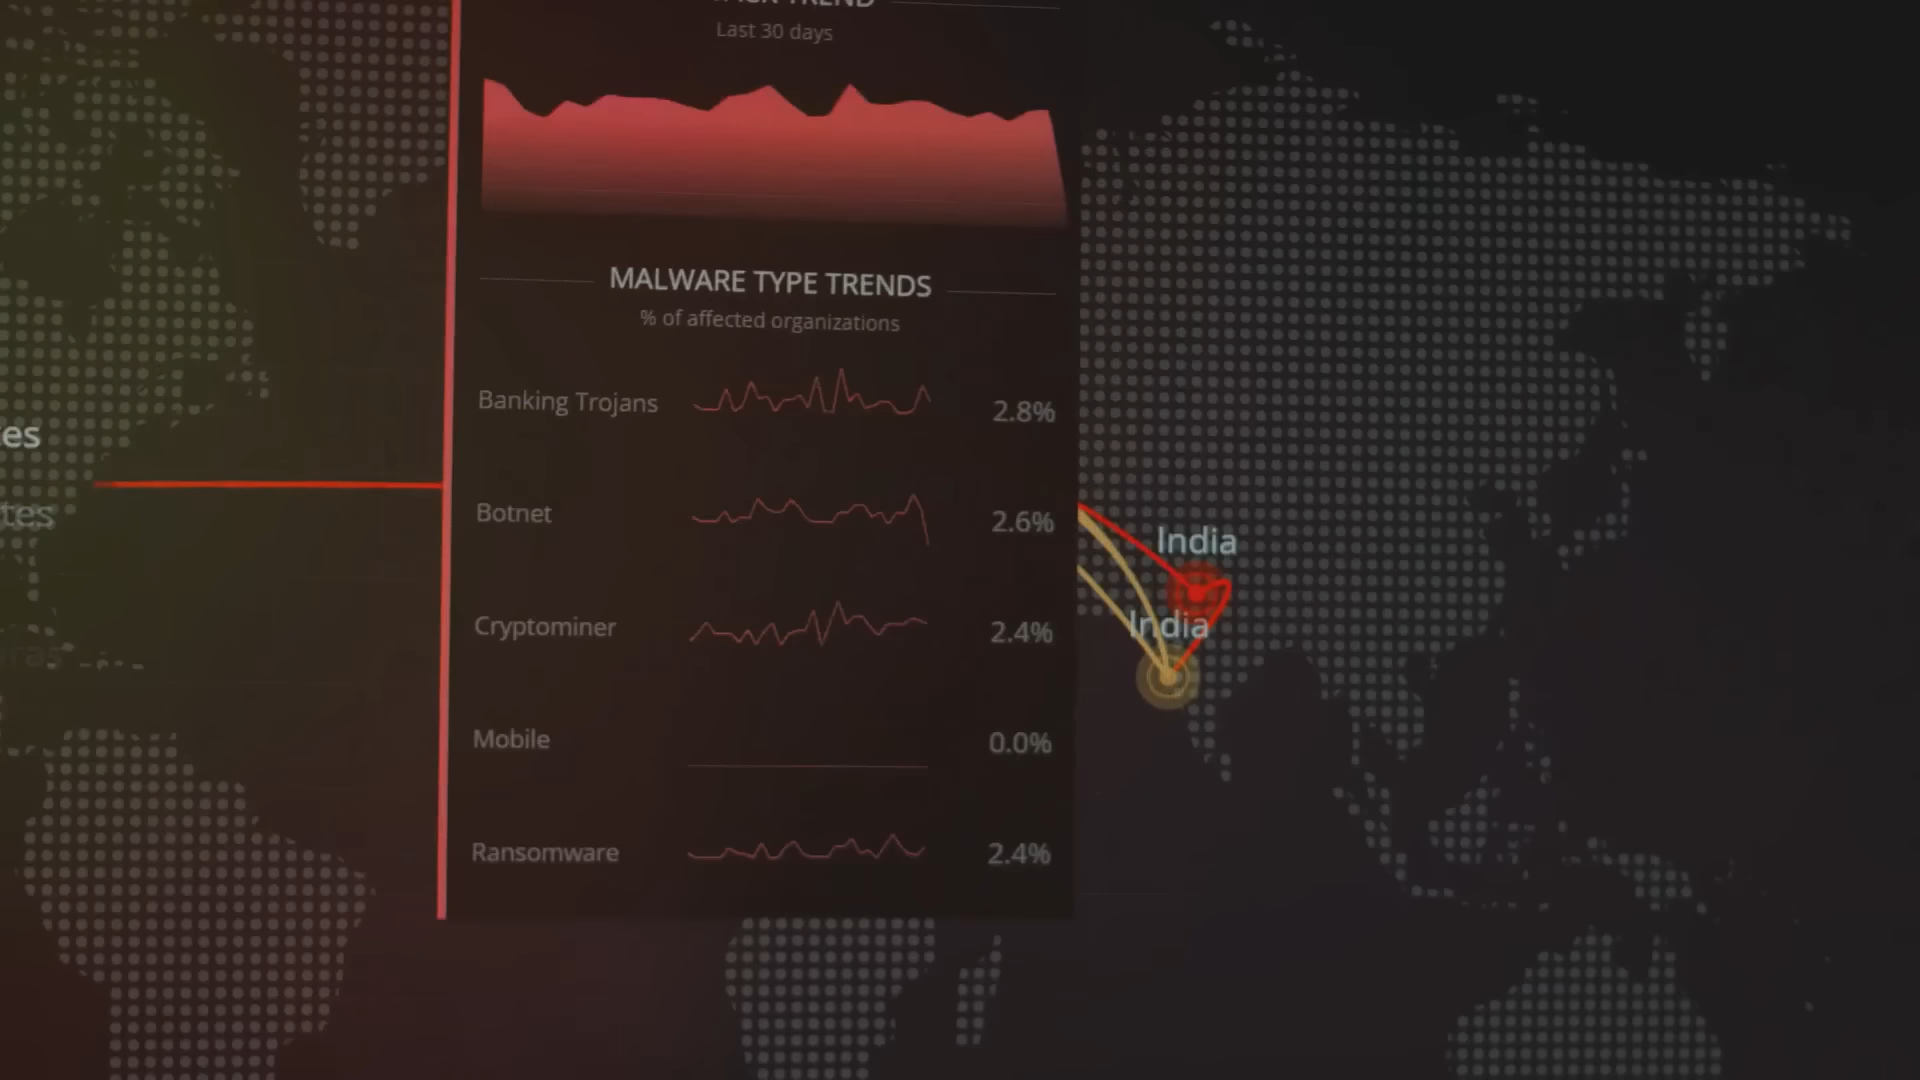 TREND
Last 30 days
MALWARE TYPE TRENDS
% of affected organizations
Banking Trojans 2.8%
Botnet 2.6%
Cryptominer 2.4%
Mobile 0.0%
Ransomware 2.4%
India
India